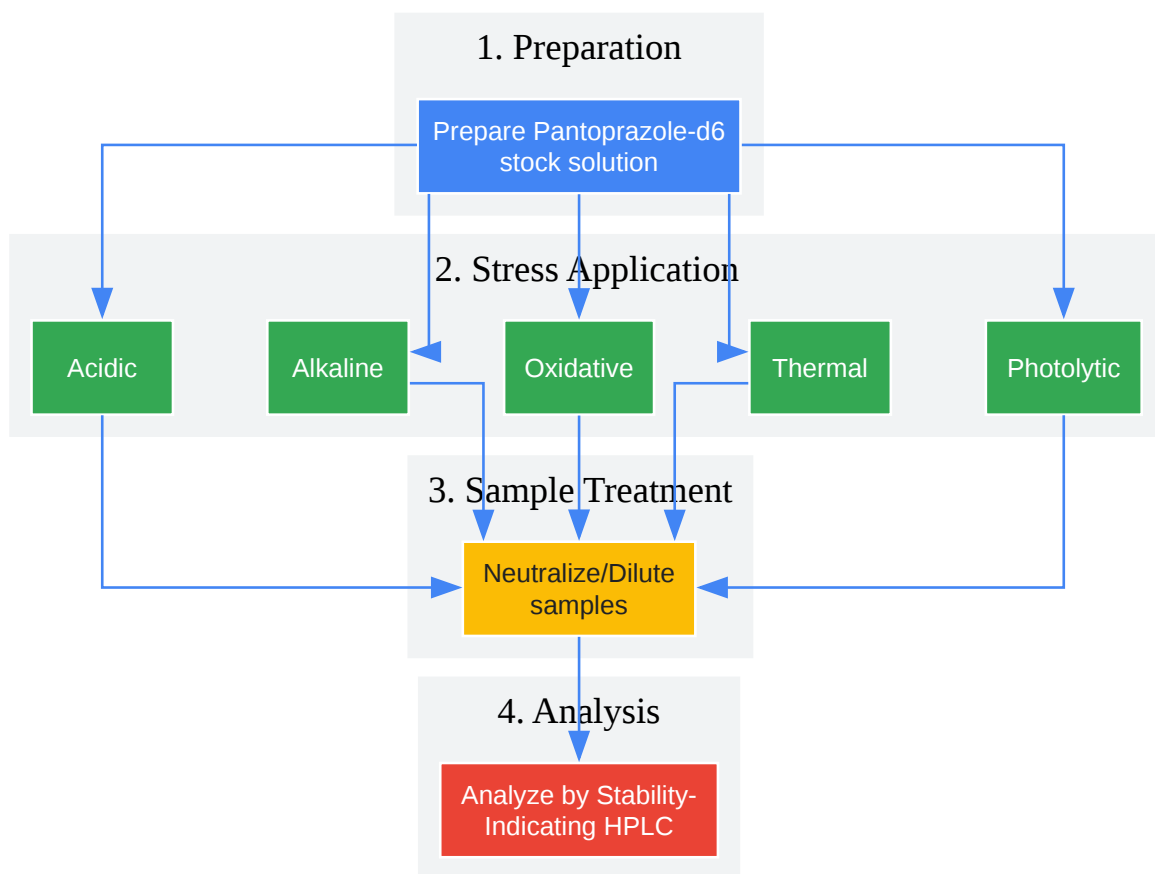 1. Preparation
Prepare Pantoprazole-d6
stock solution
2. Stress Application
Acidic
Alkaline
Oxidative
Thermal
Photolytic
3. Sample Treatment
Neutralize/Dilute
samples
4. Analysis
Analyze by Stability-
Indicating HPLC